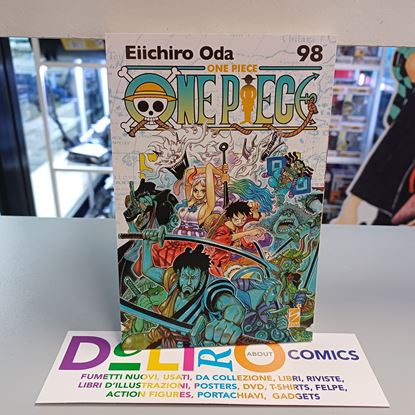 Eiichiro Oda 98
ONE PIECE
ONE PIECE
DeLiRiO ABOUT COMICS
FUMETTI NUOVI, USATI, DA COLLEZIONE, LIBRI, RIVISTE,
LIBRI D'ILLUSTRAZIONI, POSTERS, DVD, T-SHIRTS, FELPE,
ACTION FIGURES, PORTACHIAVI, GADGETS